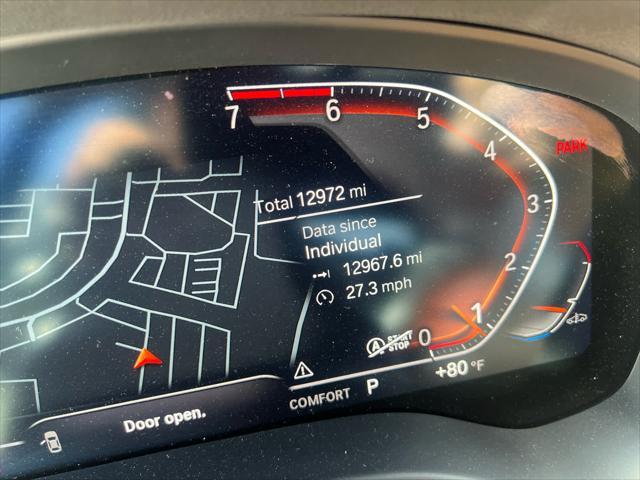 7 6 5 4 3 2 1 0
PARK
Total 12972 mi
Data since
Individual
12967.6 mi
27.3 mph
A START
STOP
COMFORT P +80 °F
Door open.